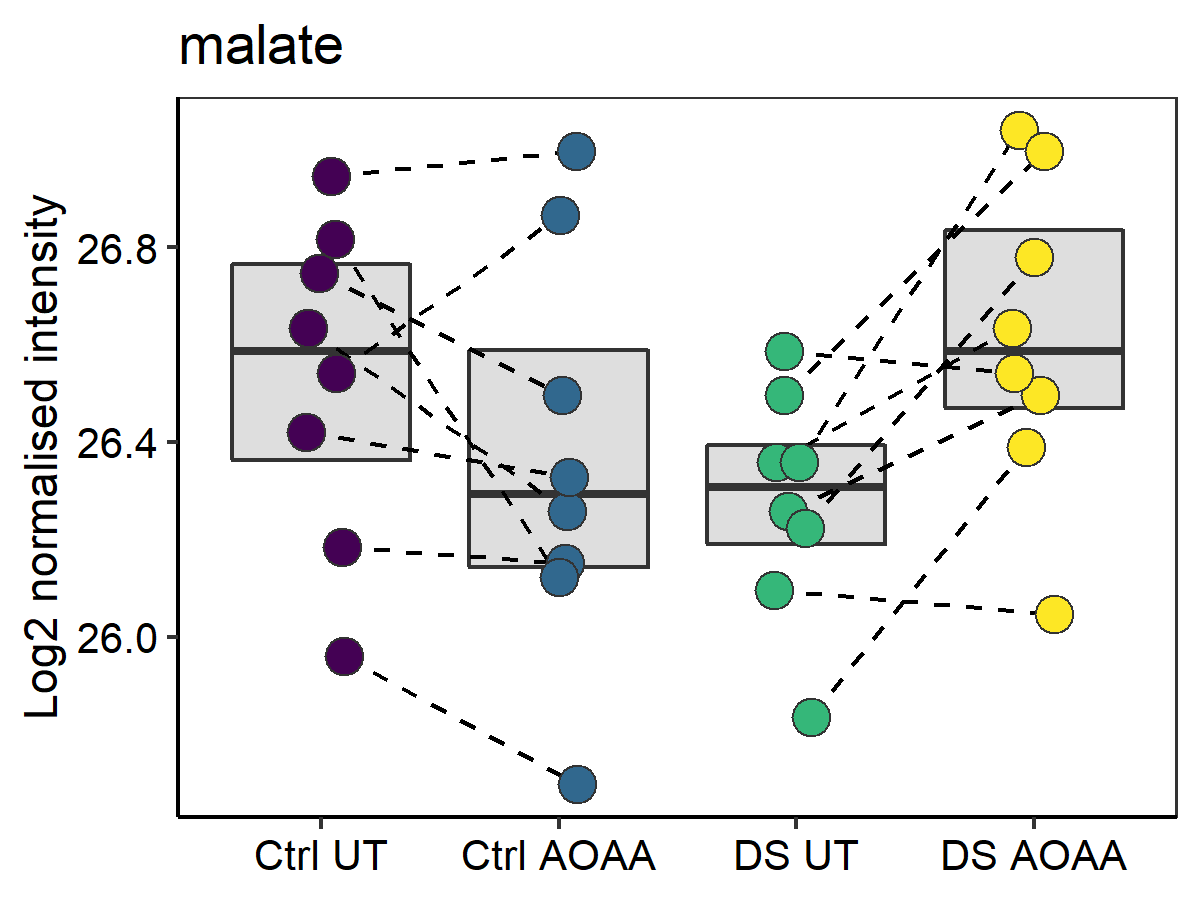 malate
Log2 normalised intensity
26.8
26.4
26.0
Ctrl UT
Ctrl AOAA
DS UT
DS AOAA